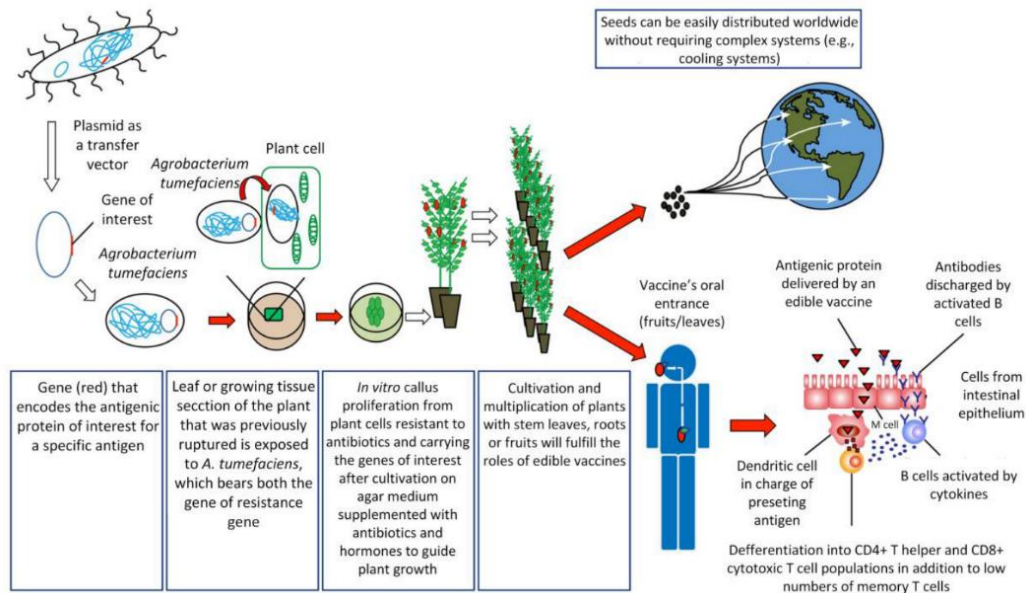 Seeds can be easily distributed worldwide
without requiring complex systems (e.g.,
cooling systems)
Plasmid as
a transfer
vector
Gene of
interest
Agrobacterium
tumefaciens
Agrobacterium
tumefaciens
Plant cell
Gene (red) that
encodes the antigenic
protein of interest for
a specific antigen
Leaf or growing tissue
section of the plant
that was previously
ruptured is exposed
to A. tumefaciens,
which bears both the
gene of resistance
gene
In vitro callus
proliferation from
plant cells resistant to
antibiotics and carrying
the genes of interest
after cultivation on
agar medium
supplemented with
antibiotics and
hormones to guide
plant growth
Cultivation and
multiplication of plants
with stem leaves, roots
or fruits will fulfill the
roles of edible vaccines
Vaccine's oral
entrance
(fruits/leaves)
Antigenic protein
delivered by an
edible vaccine
Antibodies
discharged by
activated B
cells
Cells from
intestinal
epithelium
M cell
Dendritic cell
in charge of
preseting
antigen
B cells activated by
cytokines
Defferentiation into CD4+ T helper and CD8+
cytotoxic T cell populations in addition to low
numbers of memory T cells